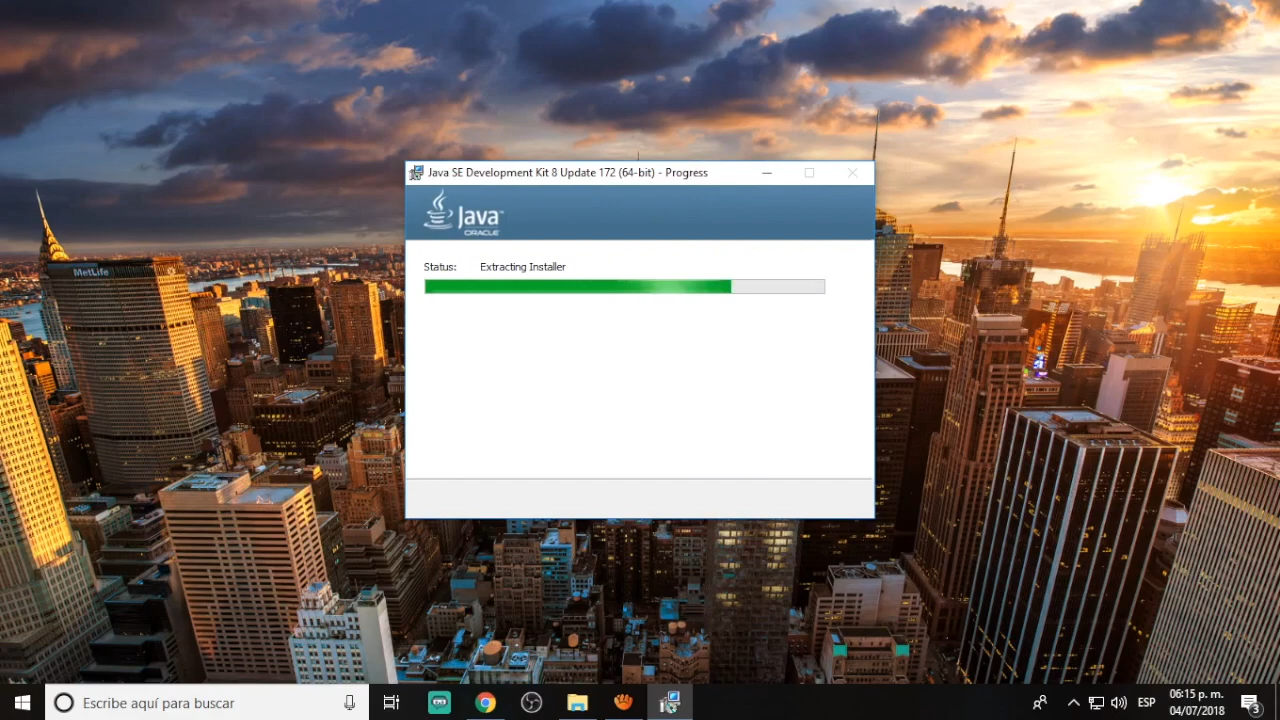 Java SE Development Kit 8 Update 172 (64-bit) - Progress
Java™
ORACLE
Status: Extracting Installer
MetLife
Escribe aquí para buscar
ESP
06:15 p. m.
04/07/2018
3